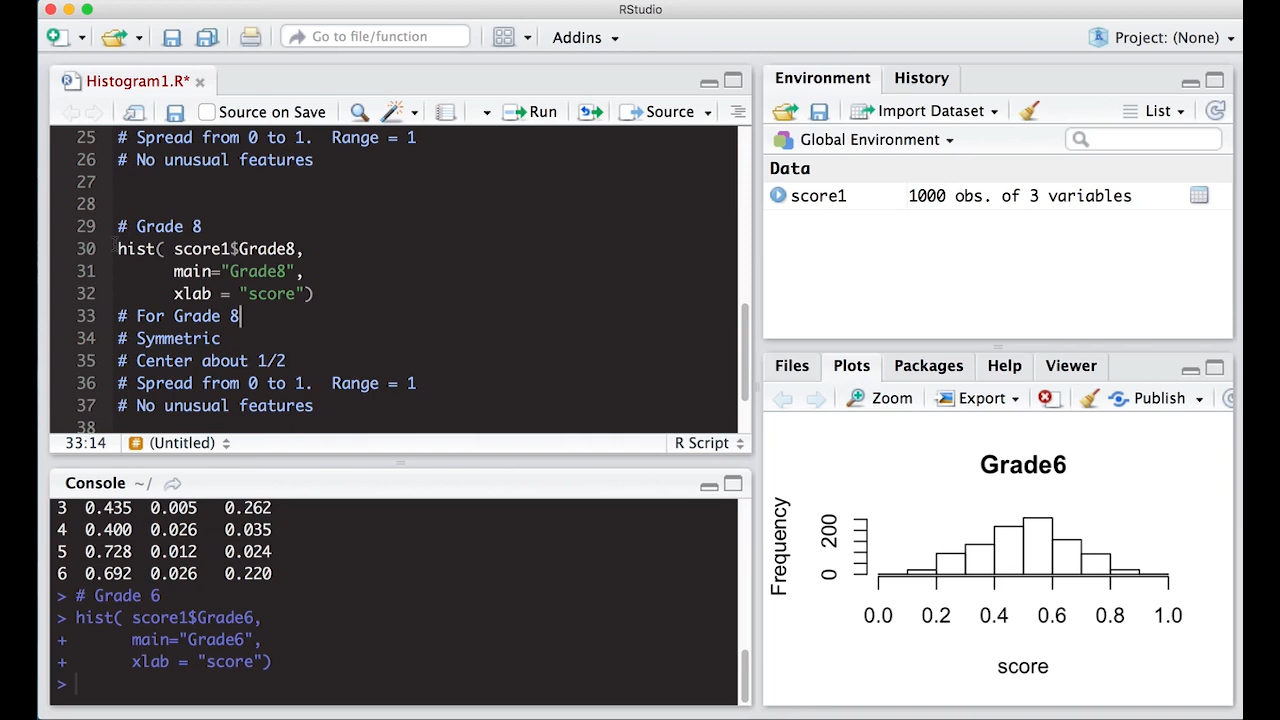 RStudio
Go to file/function
Addins
Project: (None)
Histogram1.R*
Source on Save
Run
Source
25 # Spread from 0 to 1.  Range = 1
26 # No unusual features
27
28
29 # Grade 8
30 hist( score1$Grade8,
31       main="Grade8",
32       xlab = "score")
33 # For Grade 8
34 # Symmetric
35 # Center about 1/2
36 # Spread from 0 to 1.  Range = 1
37 # No unusual features
38
33:14 # (Untitled) R Script
Console ~/
3  0.435  0.005   0.262
4  0.400  0.026   0.035
5  0.728  0.012   0.024
6  0.692  0.026   0.220
> # Grade 6
> hist( score1$Grade6,
+       main="Grade6",
+       xlab = "score")
>
Environment History
Import Dataset List
Global Environment
Data
score1 1000 obs. of 3 variables
Files Plots Packages Help Viewer
Zoom Export Publish
Grade6
Frequency
200
0
0.0 0.2 0.4 0.6 0.8 1.0
score